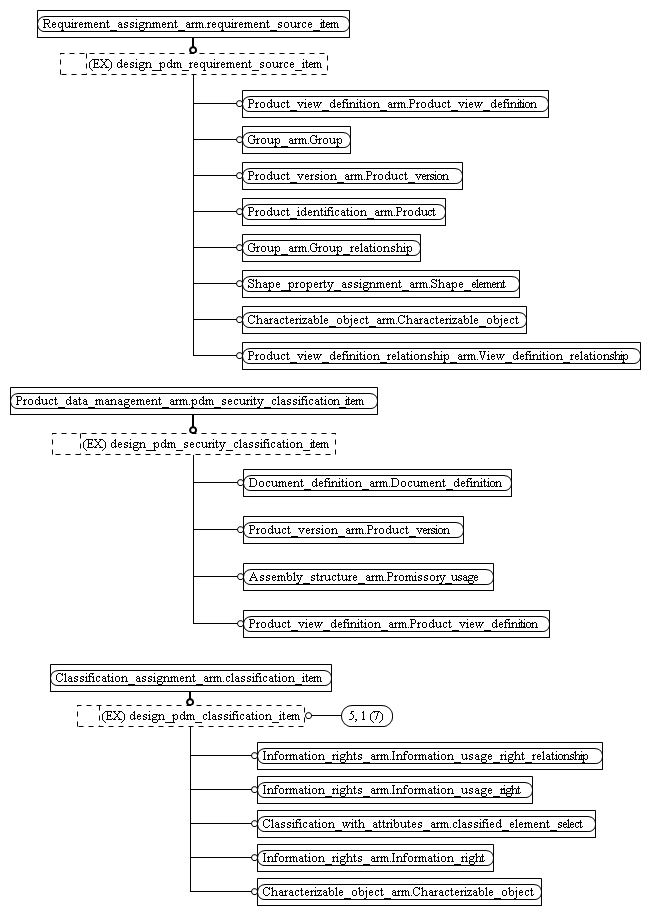 Requirement_assignment_arm.requirement_source_item
(EX) design_pdm_requirement_source_item
Product_view_definition_arm.Product_view_definition
Group_arm.Group
Product_version_arm.Product_version
Product_identification_arm.Product
Group_arm.Group_relationship
Shape_property_assignment_arm.Shape_element
Characterizable_object_arm.Characterizable_object
Product_view_definition_relationship_arm.View_definition_relationship
Product_data_management_arm.pdm_security_classification_item
(EX) design_pdm_security_classification_item
Document_definition_arm.Document_definition
Product_version_arm.Product_version
Assembly_structure_arm.Promissory_usage
Product_view_definition_arm.Product_view_definition
Classification_assignment_arm.classification_item
(EX) design_pdm_classification_item 5, 1 (7)
Information_rights_arm.Information_usage_right_relationship
Information_rights_arm.Information_usage_right
Classification_with_attributes_arm.classified_element_select
Information_rights_arm.Information_right
Characterizable_object_arm.Characterizable_object